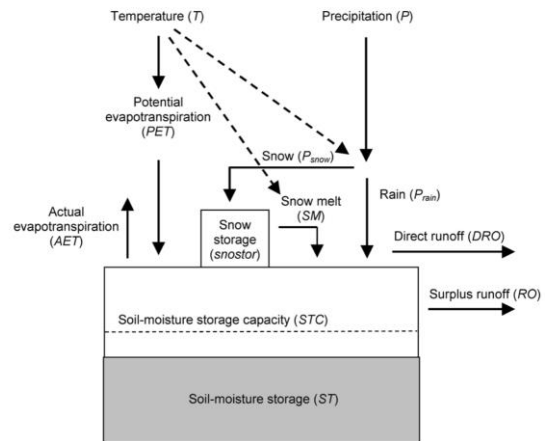 Temperature (T)
Precipitation (P)
Potential
evapotranspiration
(PET)
Snow (Psnow)
Snow melt
(SM)
Rain (Prain)
Actual
evapotranspiration
(AET)
Snow
storage
(snostor)
Direct runoff (DRO)
Surplus runoff (RO)
Soil-moisture storage capacity (STC)
Soil-moisture storage (ST)